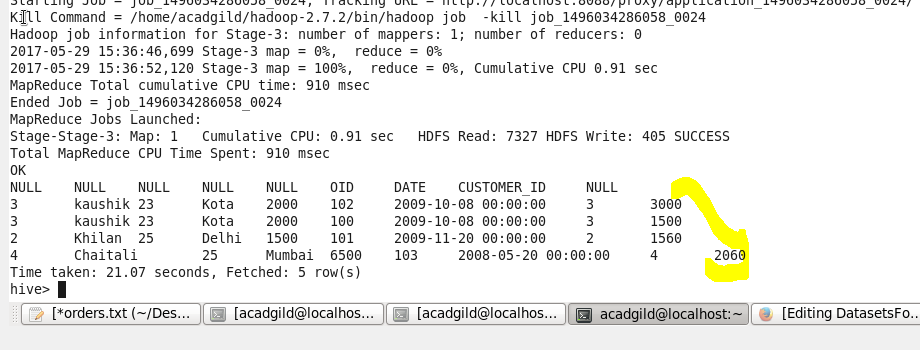 Starting Job = job_1496034286058_0024, Tracking URL = http://localhost:8088/proxy/application_1496034286058_0024/
Kill Command = /home/acadgild/hadoop-2.7.2/bin/hadoop job  -kill job_1496034286058_0024
Hadoop job information for Stage-3: number of mappers: 1; number of reducers: 0
2017-05-29 15:36:46,699 Stage-3 map = 0%,  reduce = 0%
2017-05-29 15:36:52,120 Stage-3 map = 100%,  reduce = 0%, Cumulative CPU 0.91 sec
MapReduce Total cumulative CPU time: 910 msec
Ended Job = job_1496034286058_0024
MapReduce Jobs Launched:
Stage-Stage-3: Map: 1   Cumulative CPU: 0.91 sec   HDFS Read: 7327 HDFS Write: 405 SUCCESS
Total MapReduce CPU Time Spent: 910 msec
OK
NULL    NULL    NULL    NULL    NULL    OID     DATE    CUSTOMER_ID     NULL
3       kaushik 23      Kota    2000    102     2009-10-08 00:00:00     3       3000
3       kaushik 23      Kota    2000    100     2009-10-08 00:00:00     3       1500
2       Khilan  25      Delhi   1500    101     2009-11-20 00:00:00     2       1560
4       Chaitali        25      Mumbai  6500    103     2008-05-20 00:00:00     4       2060
Time taken: 21.07 seconds, Fetched: 5 row(s)
hive>
[*orders.txt (~/Des... [acadgild@localhos... [acadgild@localhos... acadgild@localhost:~ [Editing DatasetsFo...